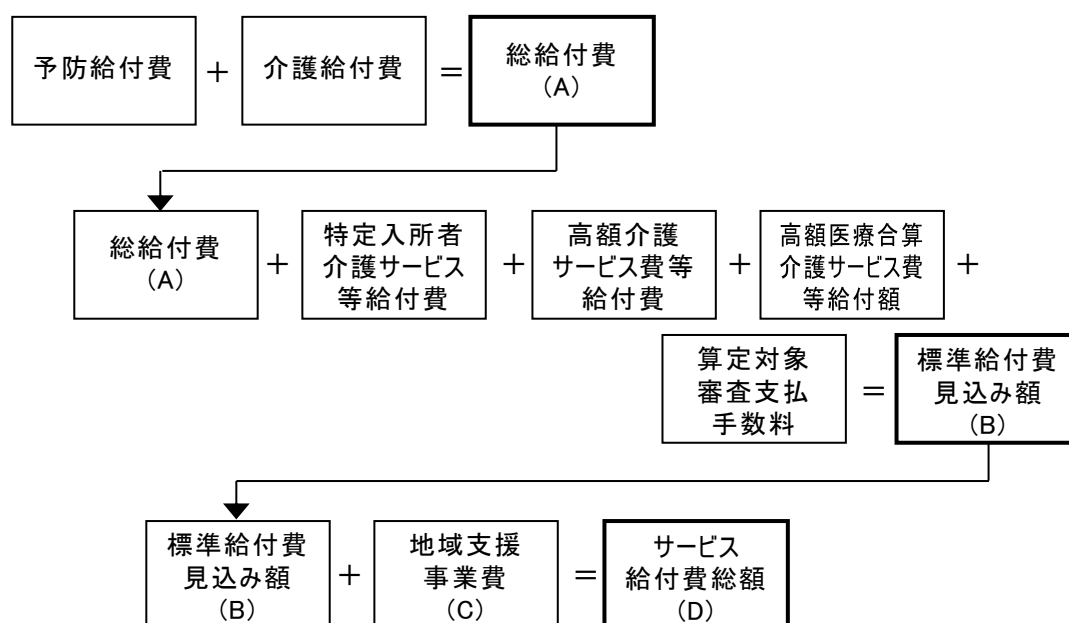 予防給付費 + 介護給付費 = 総給付費
(A)
総給付費
(A)
+
特定入所者
介護サービス
等給付費
+
高額介護
サービス費等
給付費
+
高額医療合算
介護サービス費
等給付額
+
算定対象
審査支払
手数料
=
標準給付費
見込み額
(B)
標準給付費
見込み額
(B)
+
地域支援
事業費
(C)
=
サービス
給付費総額
(D)